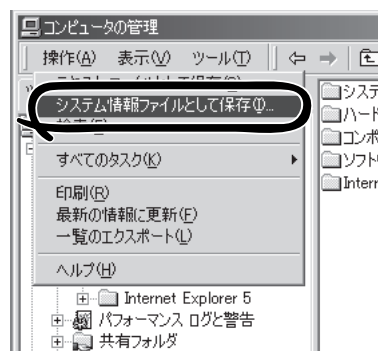 コンピュータの管理
操作(A) 表示(V) ツール(T)
システム情報ファイルとして保存(I)...
すべてのタスク(K)
印刷(R)
最新の情報に更新(F)
一覧のエクスポート(L)
ヘルプ(H)
Internet Explorer 5
パフォーマンス ログと警告
共有フォルダ
システ
ハード
コンポ
ソフト
Intern